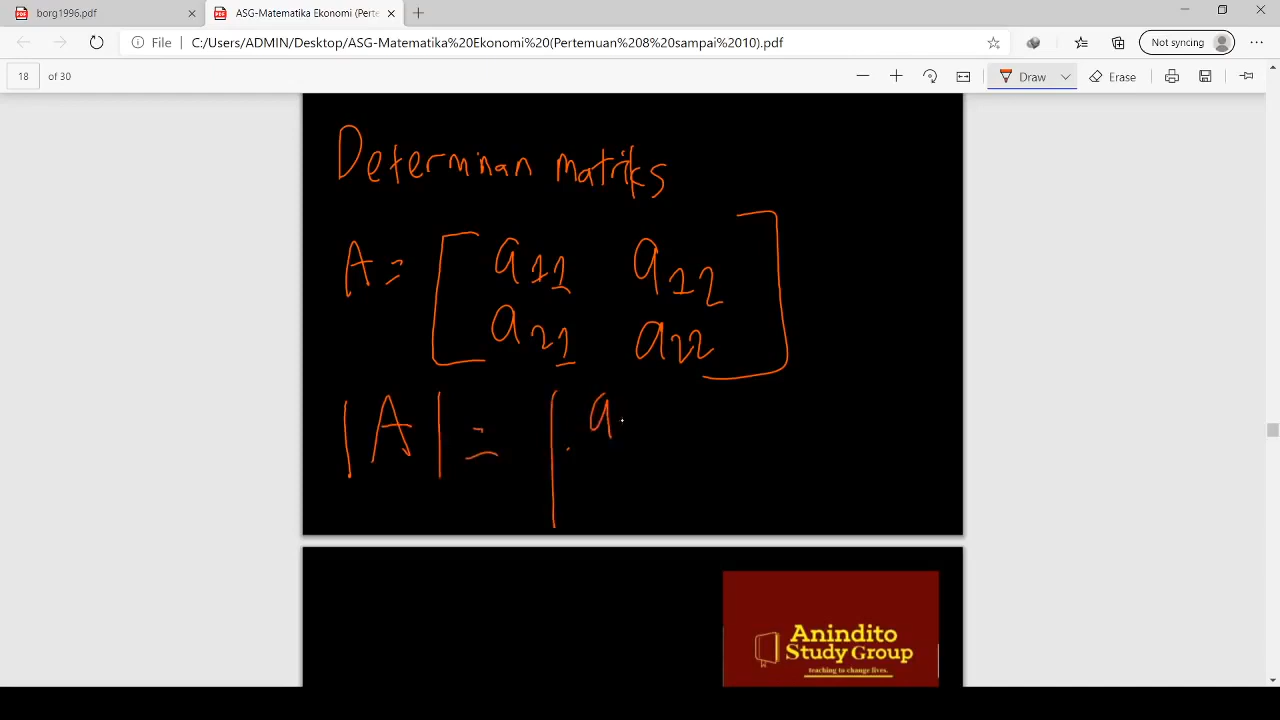 borg1996.pdf
ASG-Matematika Ekonomi (Perte
File
C:/Users/ADMIN/Desktop/ASG-Matematika%20Ekonomi%20(Pertemuan%208%20sampai%2010).pdf
Not syncing
18 of 30
Draw
Erase
Determinan matriks
A = [ a11 a12
a21 a22 ]
|A| = | a
Anindito
Study Group
teaching to change lives.